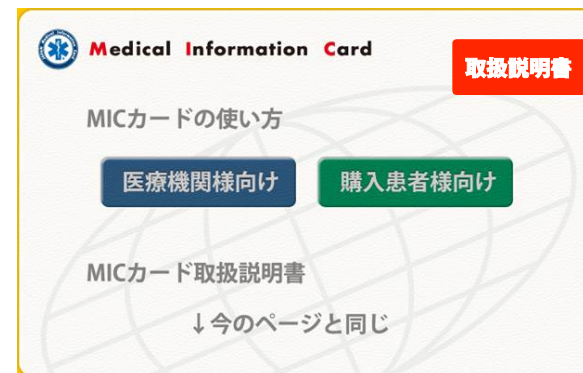 Medical Information Card
取扱説明書
MICカードの使い方
医療機関様向け
購入患者様向け
MICカード取扱説明書
↓今のページと同じ